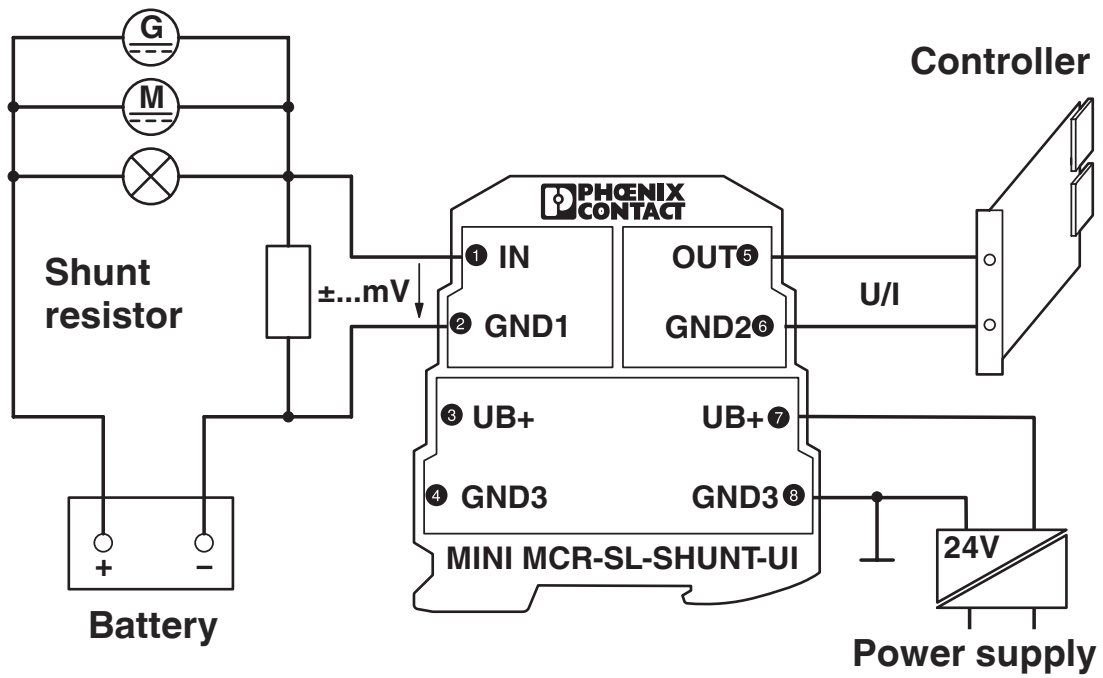 G
M
Controller
PHŒNIX
CONTACT
Shunt
resistor
±...mV
1 IN
2 GND1
OUT 5
GND2 6
U/I
3 UB+
4 GND3
UB+ 7
GND3 8
MINI MCR-SL-SHUNT-UI
24V
+
–
Battery
Power supply